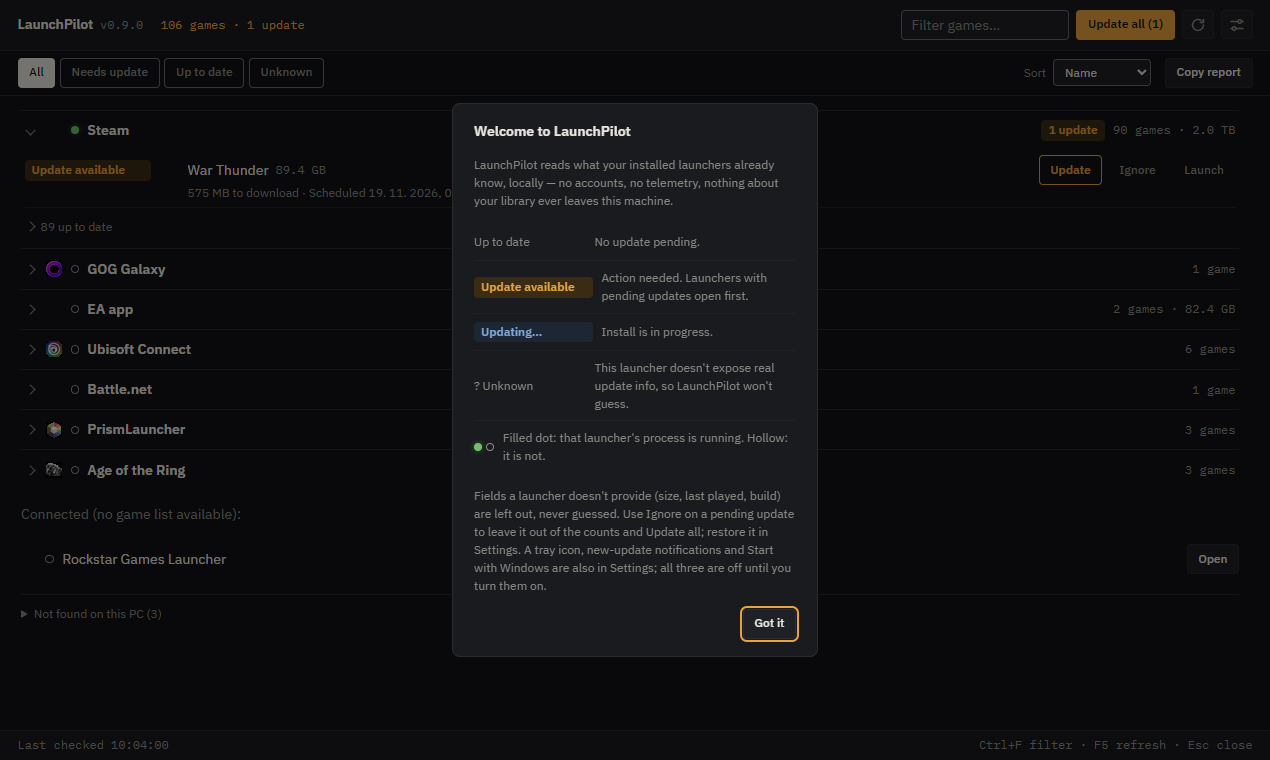 LaunchPilot v0.9.0 106 games · 1 update
Filter games...
Update all (1)
All
Needs update
Up to date
Unknown
Sort
Name
Copy report
Steam
1 update
90 games · 2.0 TB
Update available
War Thunder 89.4 GB
Update
Ignore
Launch
575 MB to download · Scheduled 19. 11. 2026, 0
89 up to date
GOG Galaxy
1 game
EA app
2 games · 82.4 GB
Ubisoft Connect
6 games
Battle.net
1 game
PrismLauncher
3 games
Age of the Ring
3 games
Connected (no game list available):
Rockstar Games Launcher
Open
Not found on this PC (3)
Welcome to LaunchPilot
LaunchPilot reads what your installed launchers already
know, locally — no accounts, no telemetry, nothing about
your library ever leaves this machine.
Up to date
No update pending.
Update available
Action needed. Launchers with
pending updates open first.
Updating...
Install is in progress.
? Unknown
This launcher doesn't expose real
update info, so LaunchPilot won't
guess.
Filled dot: that launcher's process is running. Hollow:
it is not.
Fields a launcher doesn't provide (size, last played, build)
are left out, never guessed. Use Ignore on a pending update
to leave it out of the counts and Update all; restore it in
Settings. A tray icon, new-update notifications and Start
with Windows are also in Settings; all three are off until you
turn them on.
Got it
Last checked 10:04:00
Ctrl+F filter · F5 refresh · Esc close